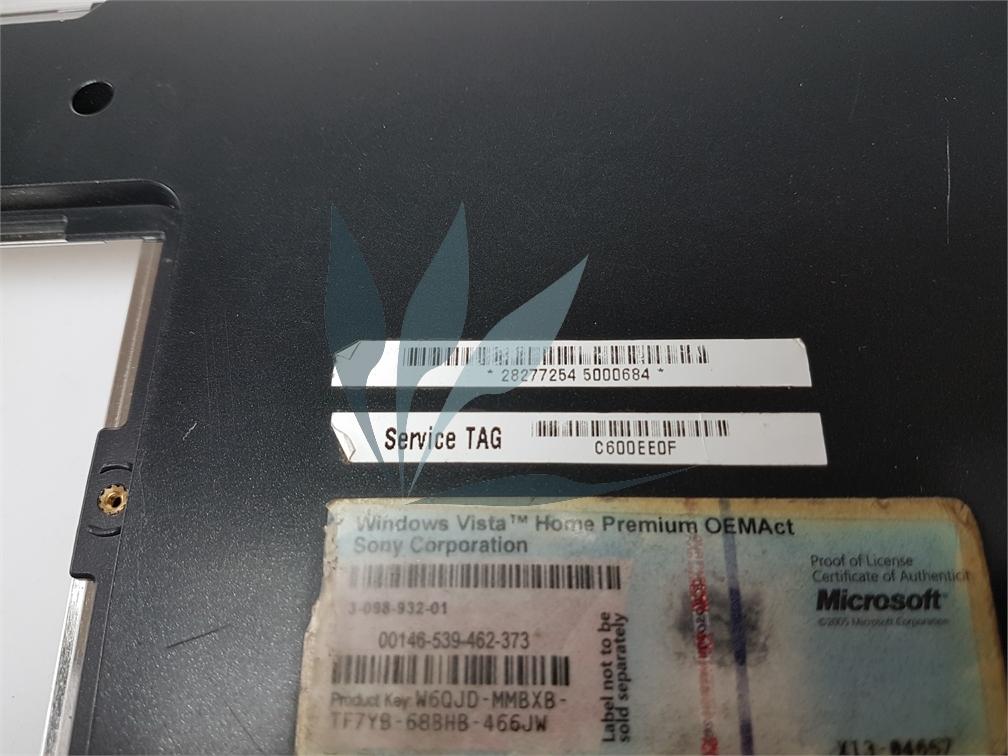 * 28277254 5000684 *
Service TAG
C600EE0F
Windows Vista™ Home Premium OEMAct
Sony Corporation
Proof of License
Certificate of Authentici
Microsoft®
©2005 Microsoft Corporation
3-098-932-01
00146-539-462-373
Product Key: W6QJD-MMBXB-
TF7YB-68BHB-466JW
Label not to be
sold separately
X13-04667